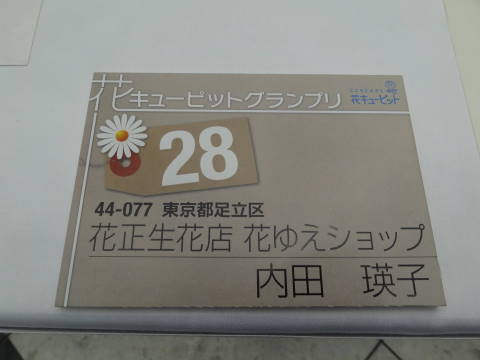 花キューピットグランプリ
花キューピット
28
44-077 東京都足立区
花正生花店 花ゆえショップ
内田 瑛子